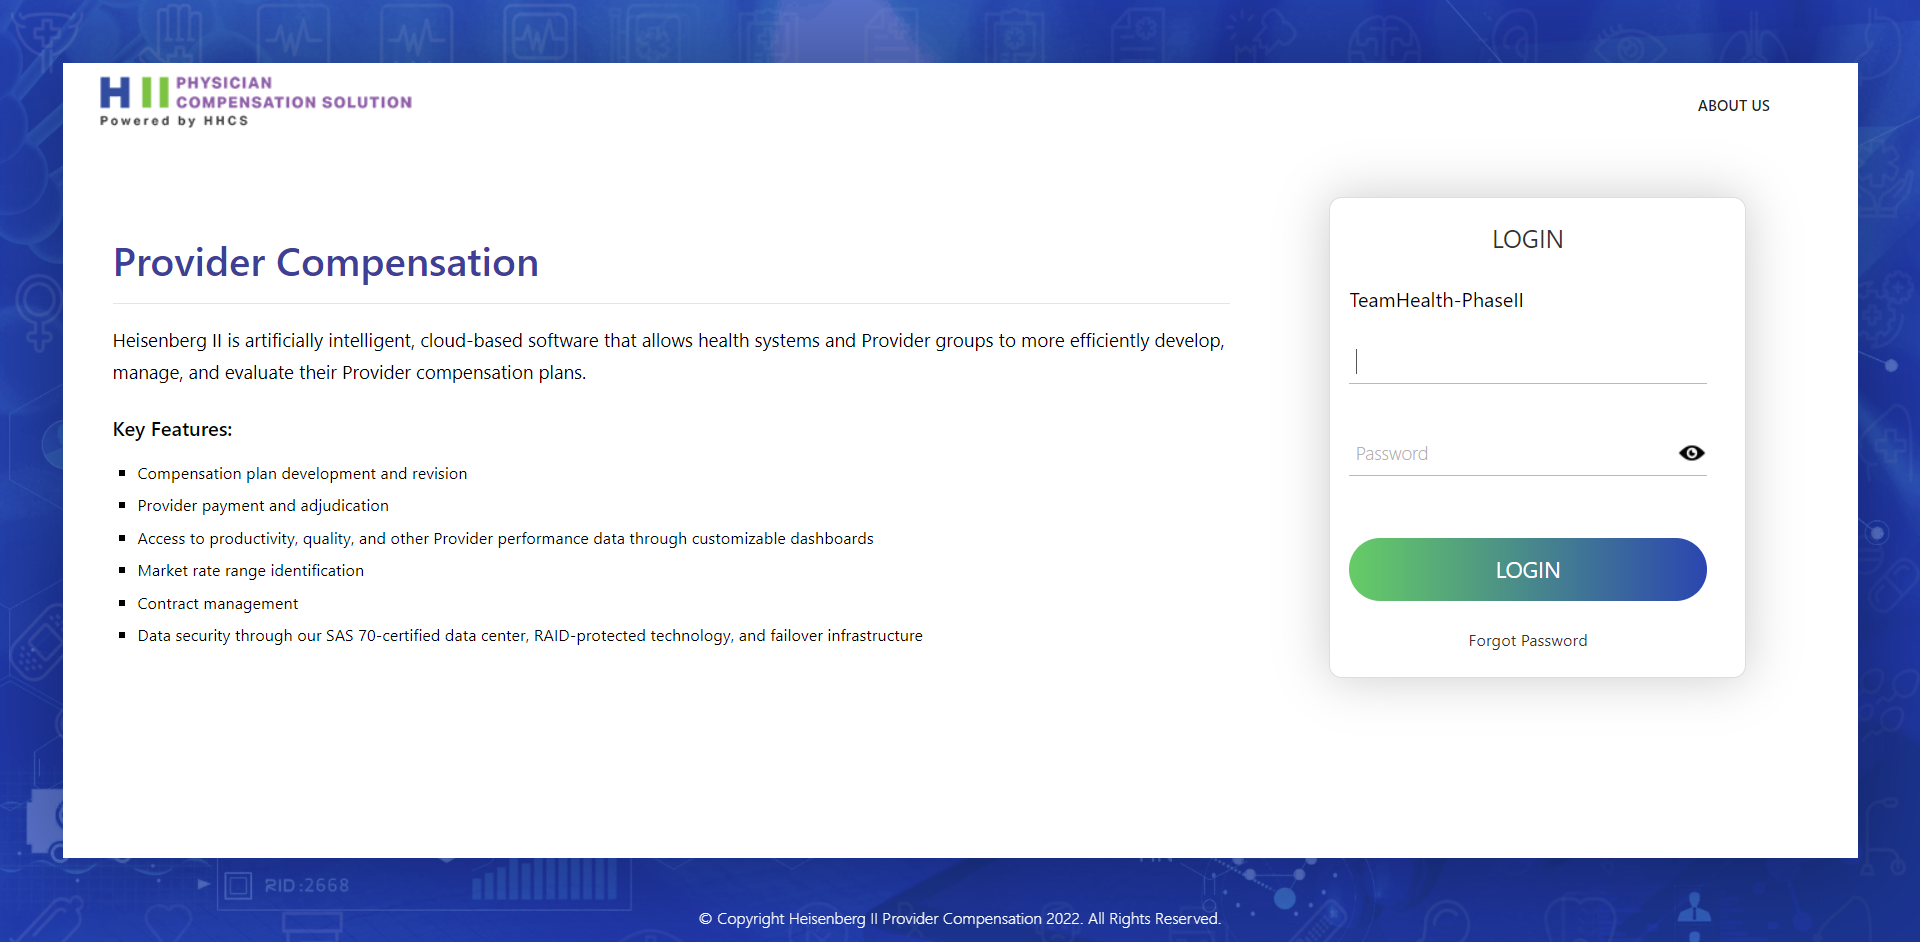 H II PHYSICIAN
COMPENSATION SOLUTION
Powered by HHCS
ABOUT US
Provider Compensation
Heisenberg II is artificially intelligent, cloud-based software that allows health systems and Provider groups to more efficiently develop,
manage, and evaluate their Provider compensation plans.
Key Features:
Compensation plan development and revision
Provider payment and adjudication
Access to productivity, quality, and other Provider performance data through customizable dashboards
Market rate range identification
Contract management
Data security through our SAS 70-certified data center, RAID-protected technology, and failover infrastructure
LOGIN
TeamHealth-PhaseII
Password
LOGIN
Forgot Password
RID:2668
© Copyright Heisenberg II Provider Compensation 2022. All Rights Reserved.